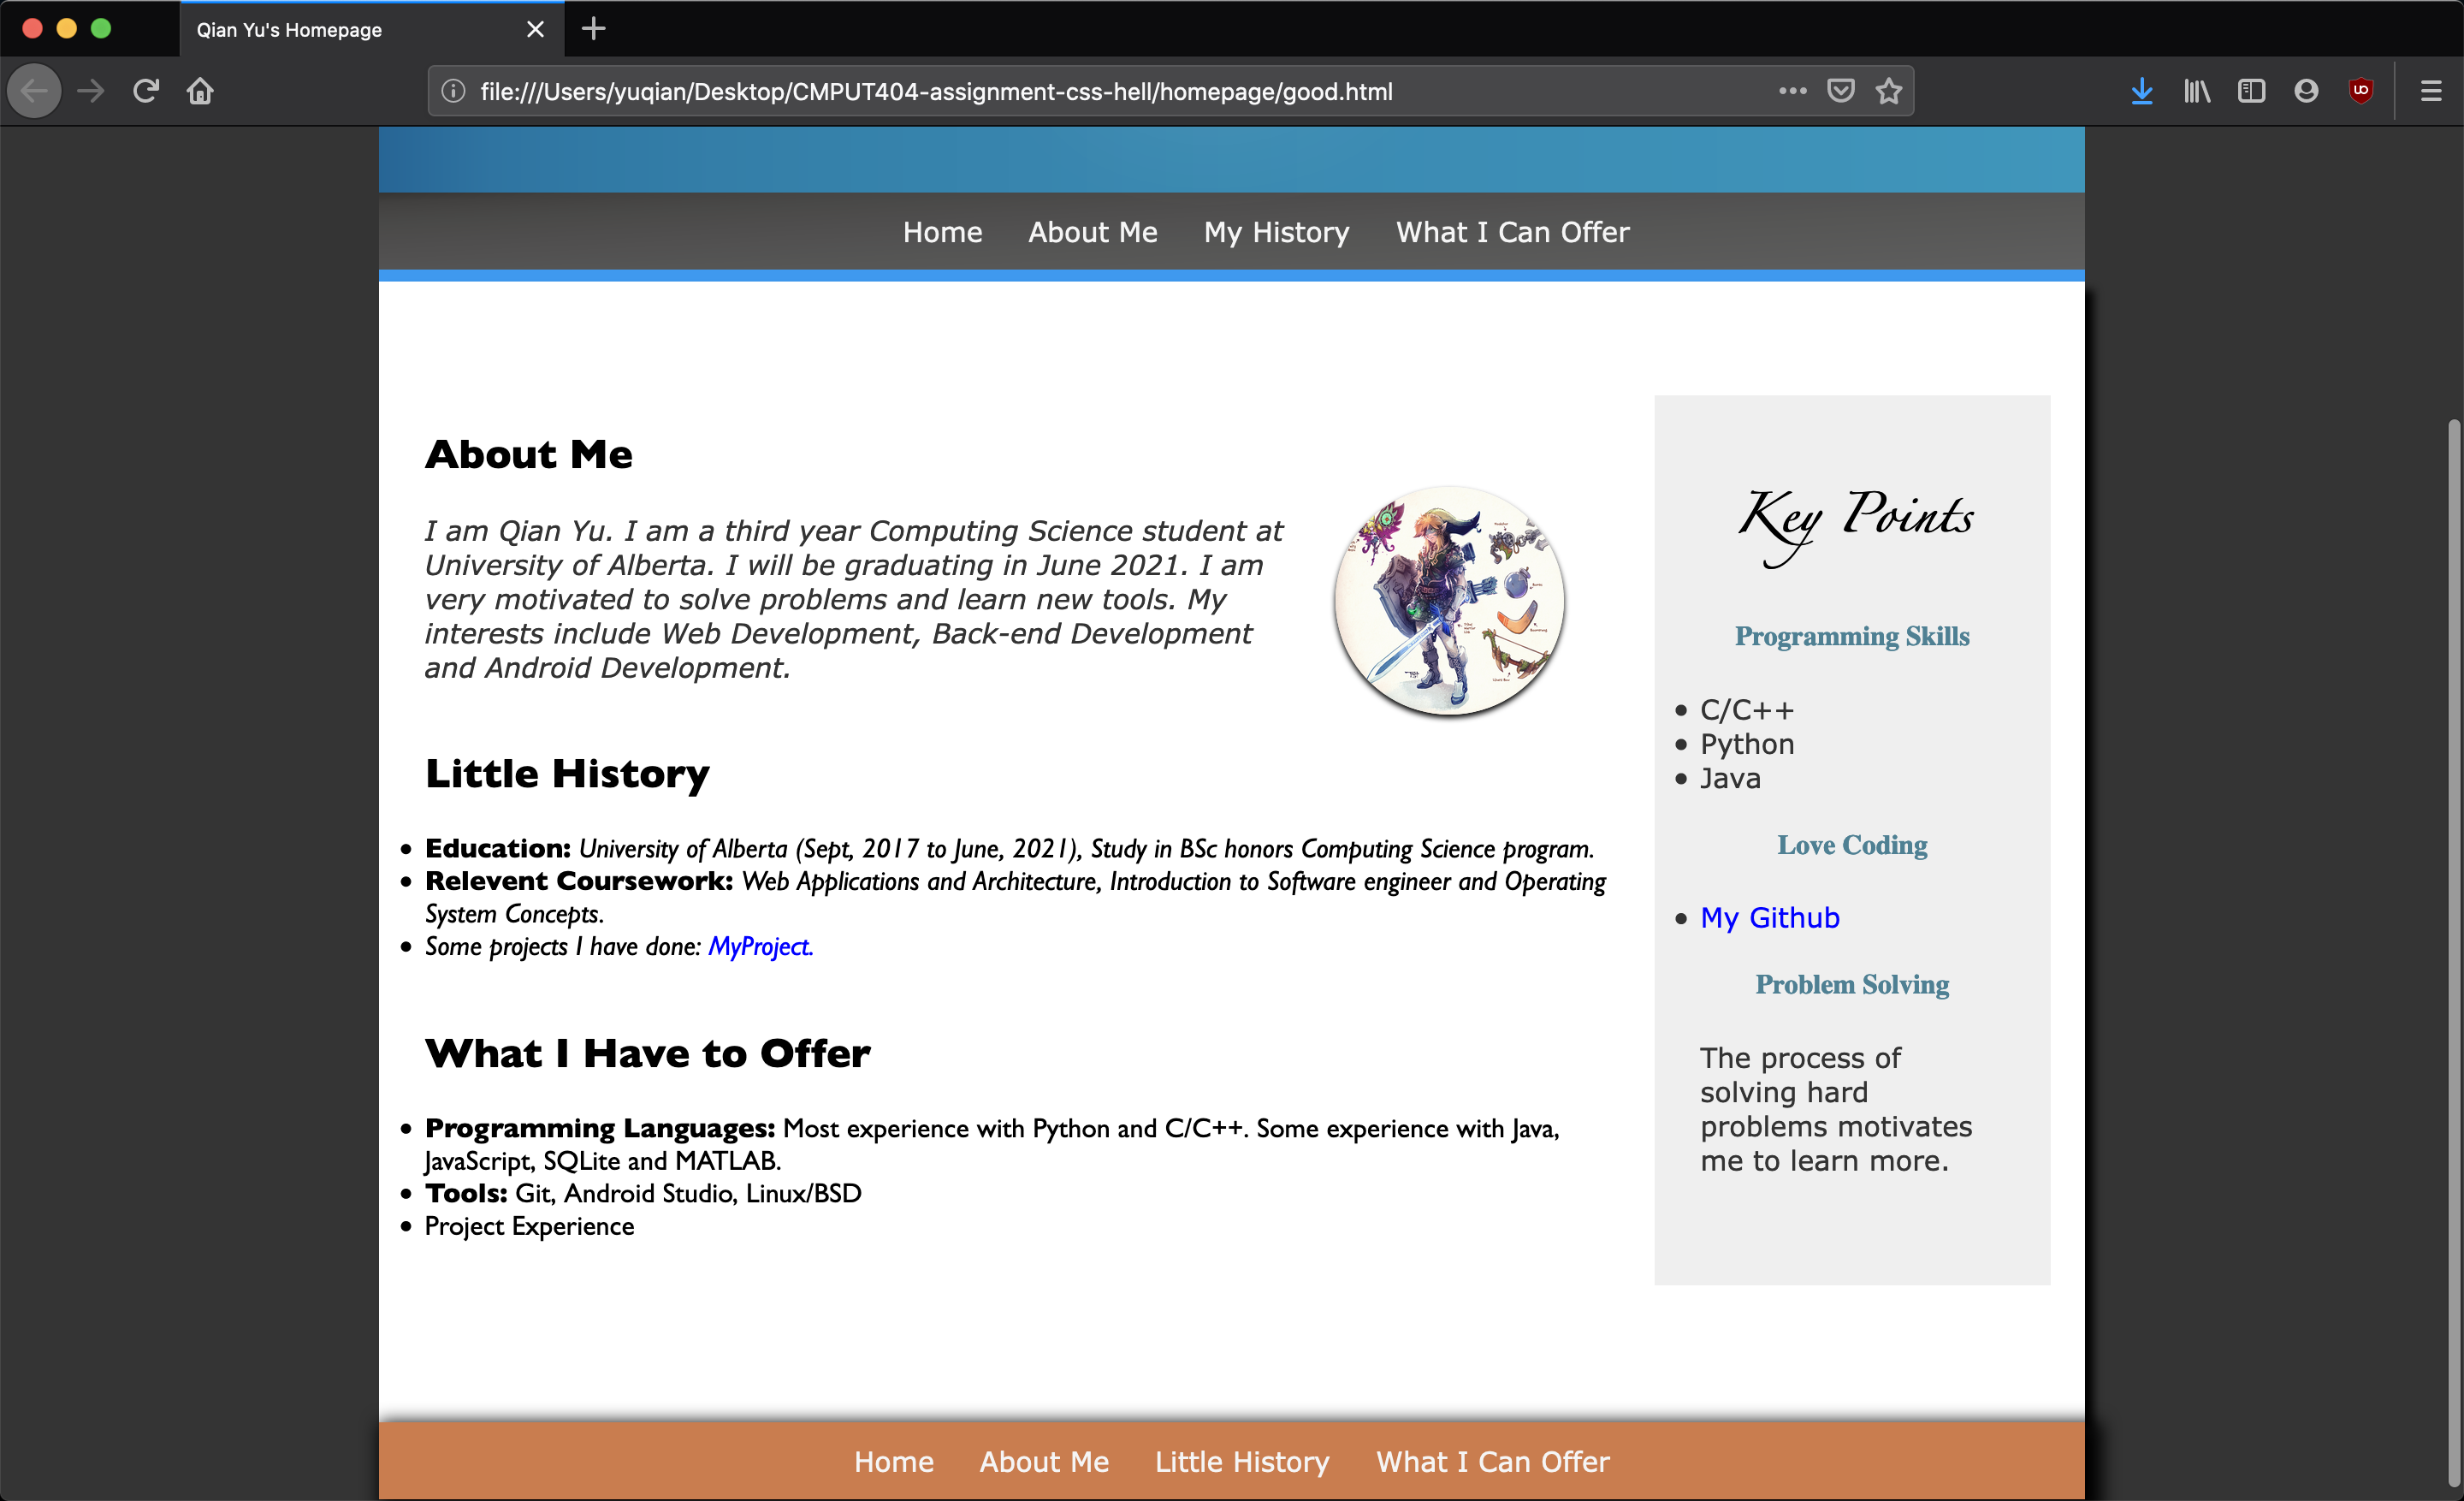 Qian Yu's Homepage
file:///Users/yuqian/Desktop/CMPUT404-assignment-css-hell/homepage/good.html
Home About Me My History What I Can Offer
About Me
I am Qian Yu. I am a third year Computing Science student at
University of Alberta. I will be graduating in June 2021. I am
very motivated to solve problems and learn new tools. My
interests include Web Development, Back-end Development
and Android Development.
Little History
• Education: University of Alberta (Sept, 2017 to June, 2021), Study in BSc honors Computing Science program.
• Relevent Coursework: Web Applications and Architecture, Introduction to Software engineer and Operating
System Concepts.
• Some projects I have done: MyProject.
What I Have to Offer
• Programming Languages: Most experience with Python and C/C++. Some experience with Java,
JavaScript, SQLite and MATLAB.
• Tools: Git, Android Studio, Linux/BSD
• Project Experience
Key Points
Programming Skills
• C/C++
• Python
• Java
Love Coding
• My Github
Problem Solving
The process of
solving hard
problems motivates
me to learn more.
Home About Me Little History What I Can Offer